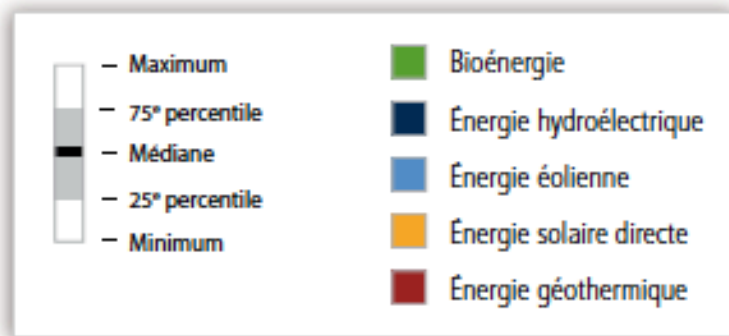 Maximum
75e percentile
Médiane
25e percentile
Minimum
Bioénergie
Énergie hydroélectrique
Énergie éolienne
Énergie solaire directe
Énergie géothermique